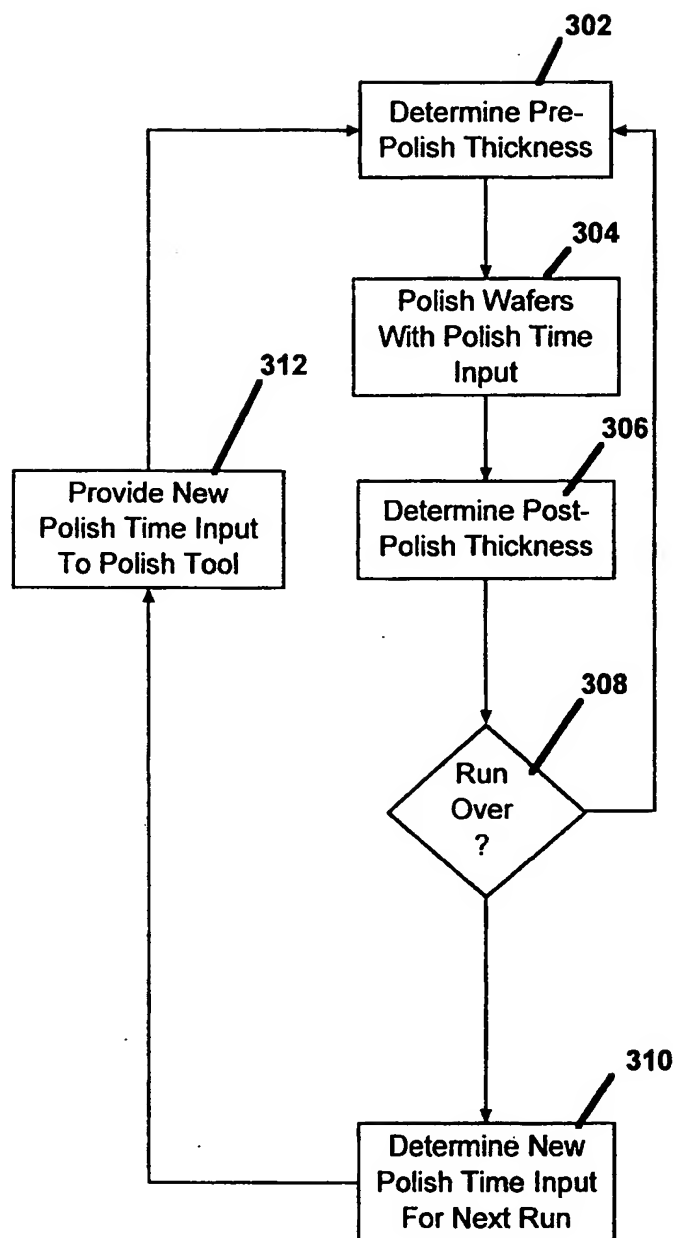 302
Determine Pre-
Polish Thickness
304
Polish Wafers
With Polish Time
Input
312
306
Provide New
Polish Time Input
To Polish Tool
Determine Post-
Polish Thickness
308
Run
Over
?
310
Determine New
Polish Time Input
For Next Run